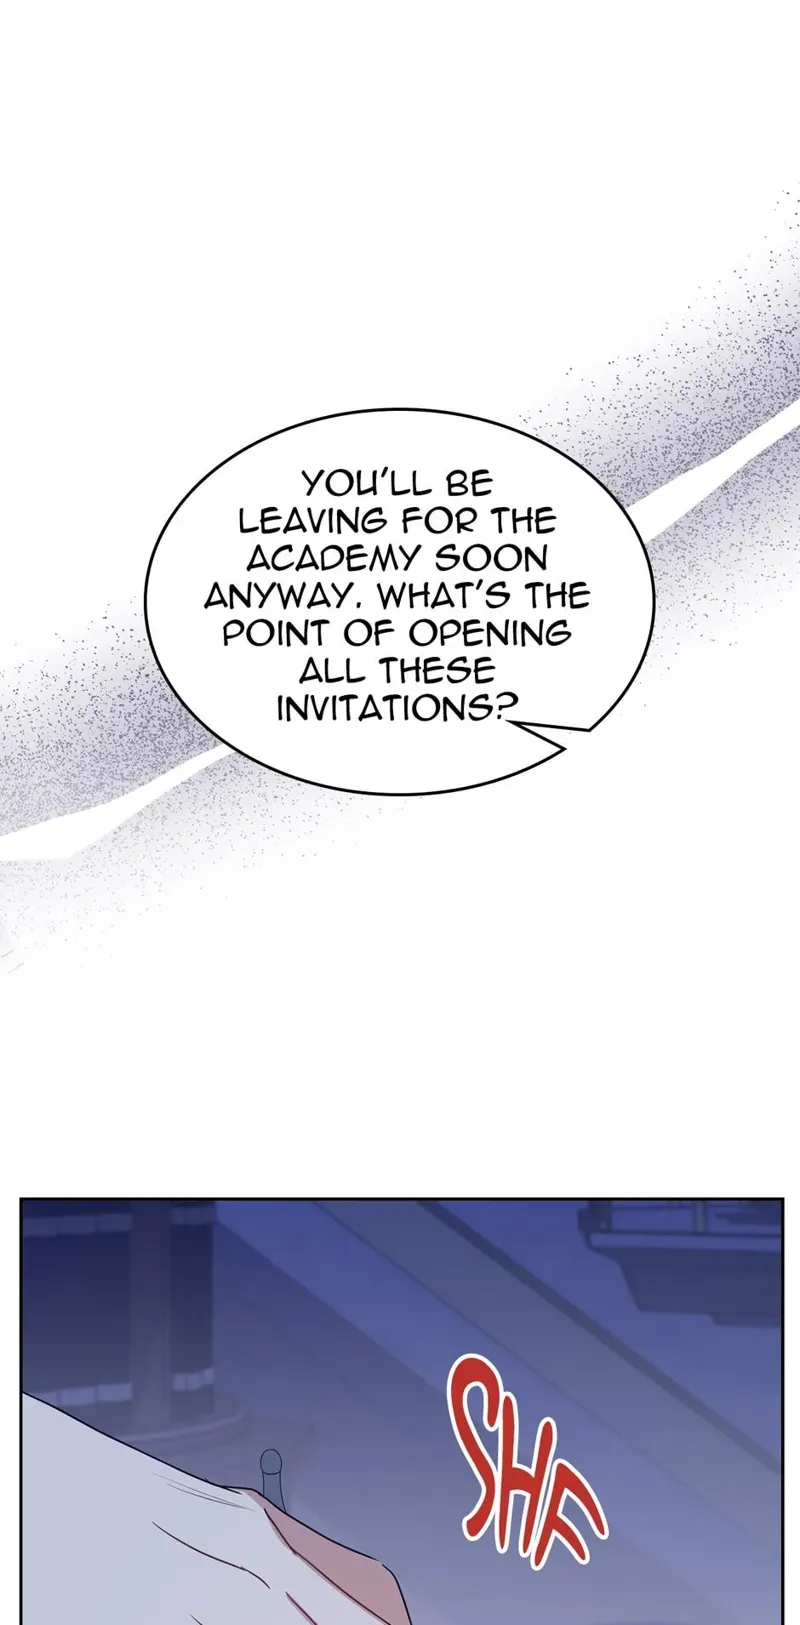 YOU'LL BE
LEAVING FOR THE
ACADEMY SOON
ANYWAY. WHAT'S THE
POINT OF OPENING
ALL THESE
INVITATIONS?
SHF